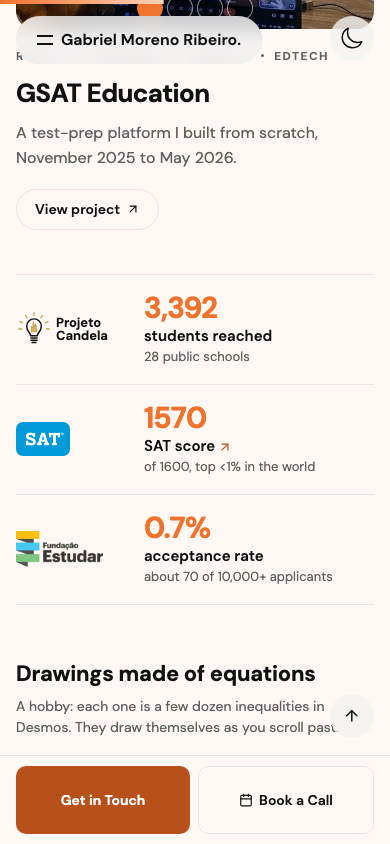 Gabriel Moreno Ribeiro.
• EDTECH
GSAT Education
A test-prep platform I built from scratch,
November 2025 to May 2026.
View project
Projeto
Candela
3,392
students reached
28 public schools
SAT
1570
SAT score
of 1600, top <1% in the world
Fundação
Estudar
0.7%
acceptance rate
about 70 of 10,000+ applicants
Drawings made of equations
A hobby: each one is a few dozen inequalities in
Desmos. They draw themselves as you scroll past.
Get in Touch
Book a Call